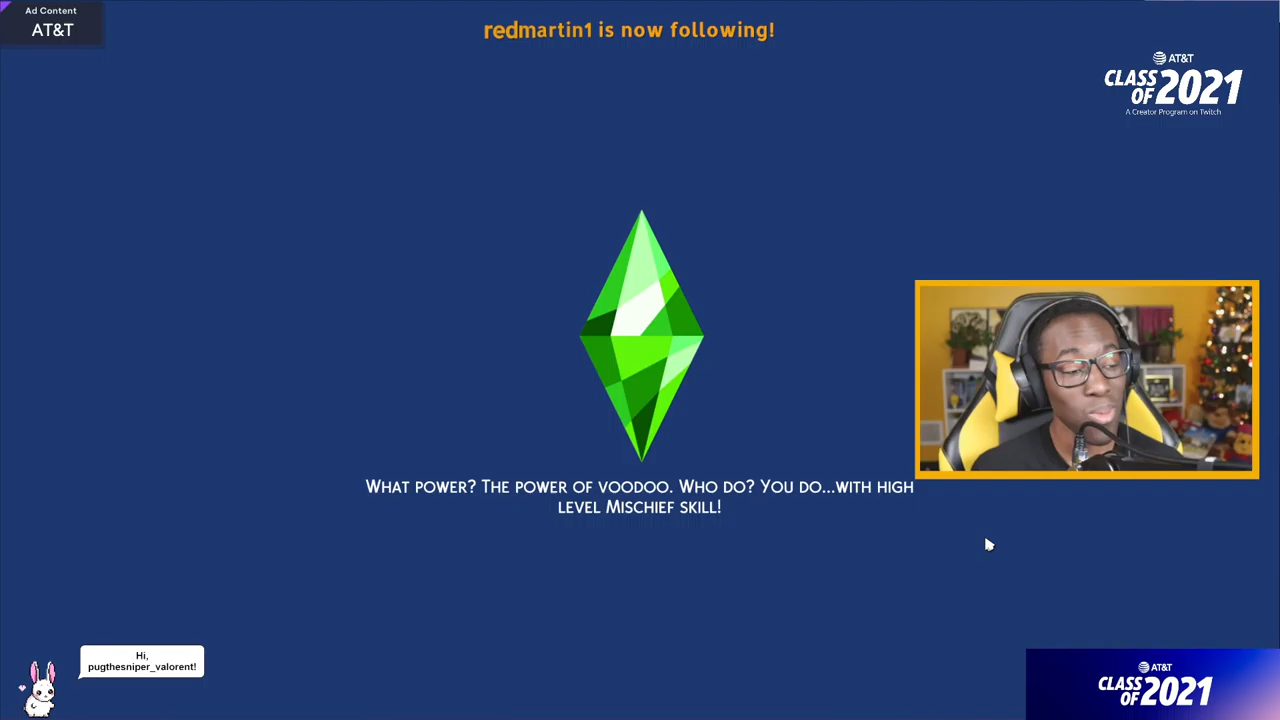 Ad Content
AT&T
redmartin1 is now following!
AT&T
CLASS
OF 2021
A Creator Program on Twitch
WHAT POWER? THE POWER OF VOODOO. WHO DO? YOU DO...WITH HIGH
LEVEL MISCHIEF SKILL!
Hi,
pugthesniper_valorent!
AT&T
CLASS
OF 2021